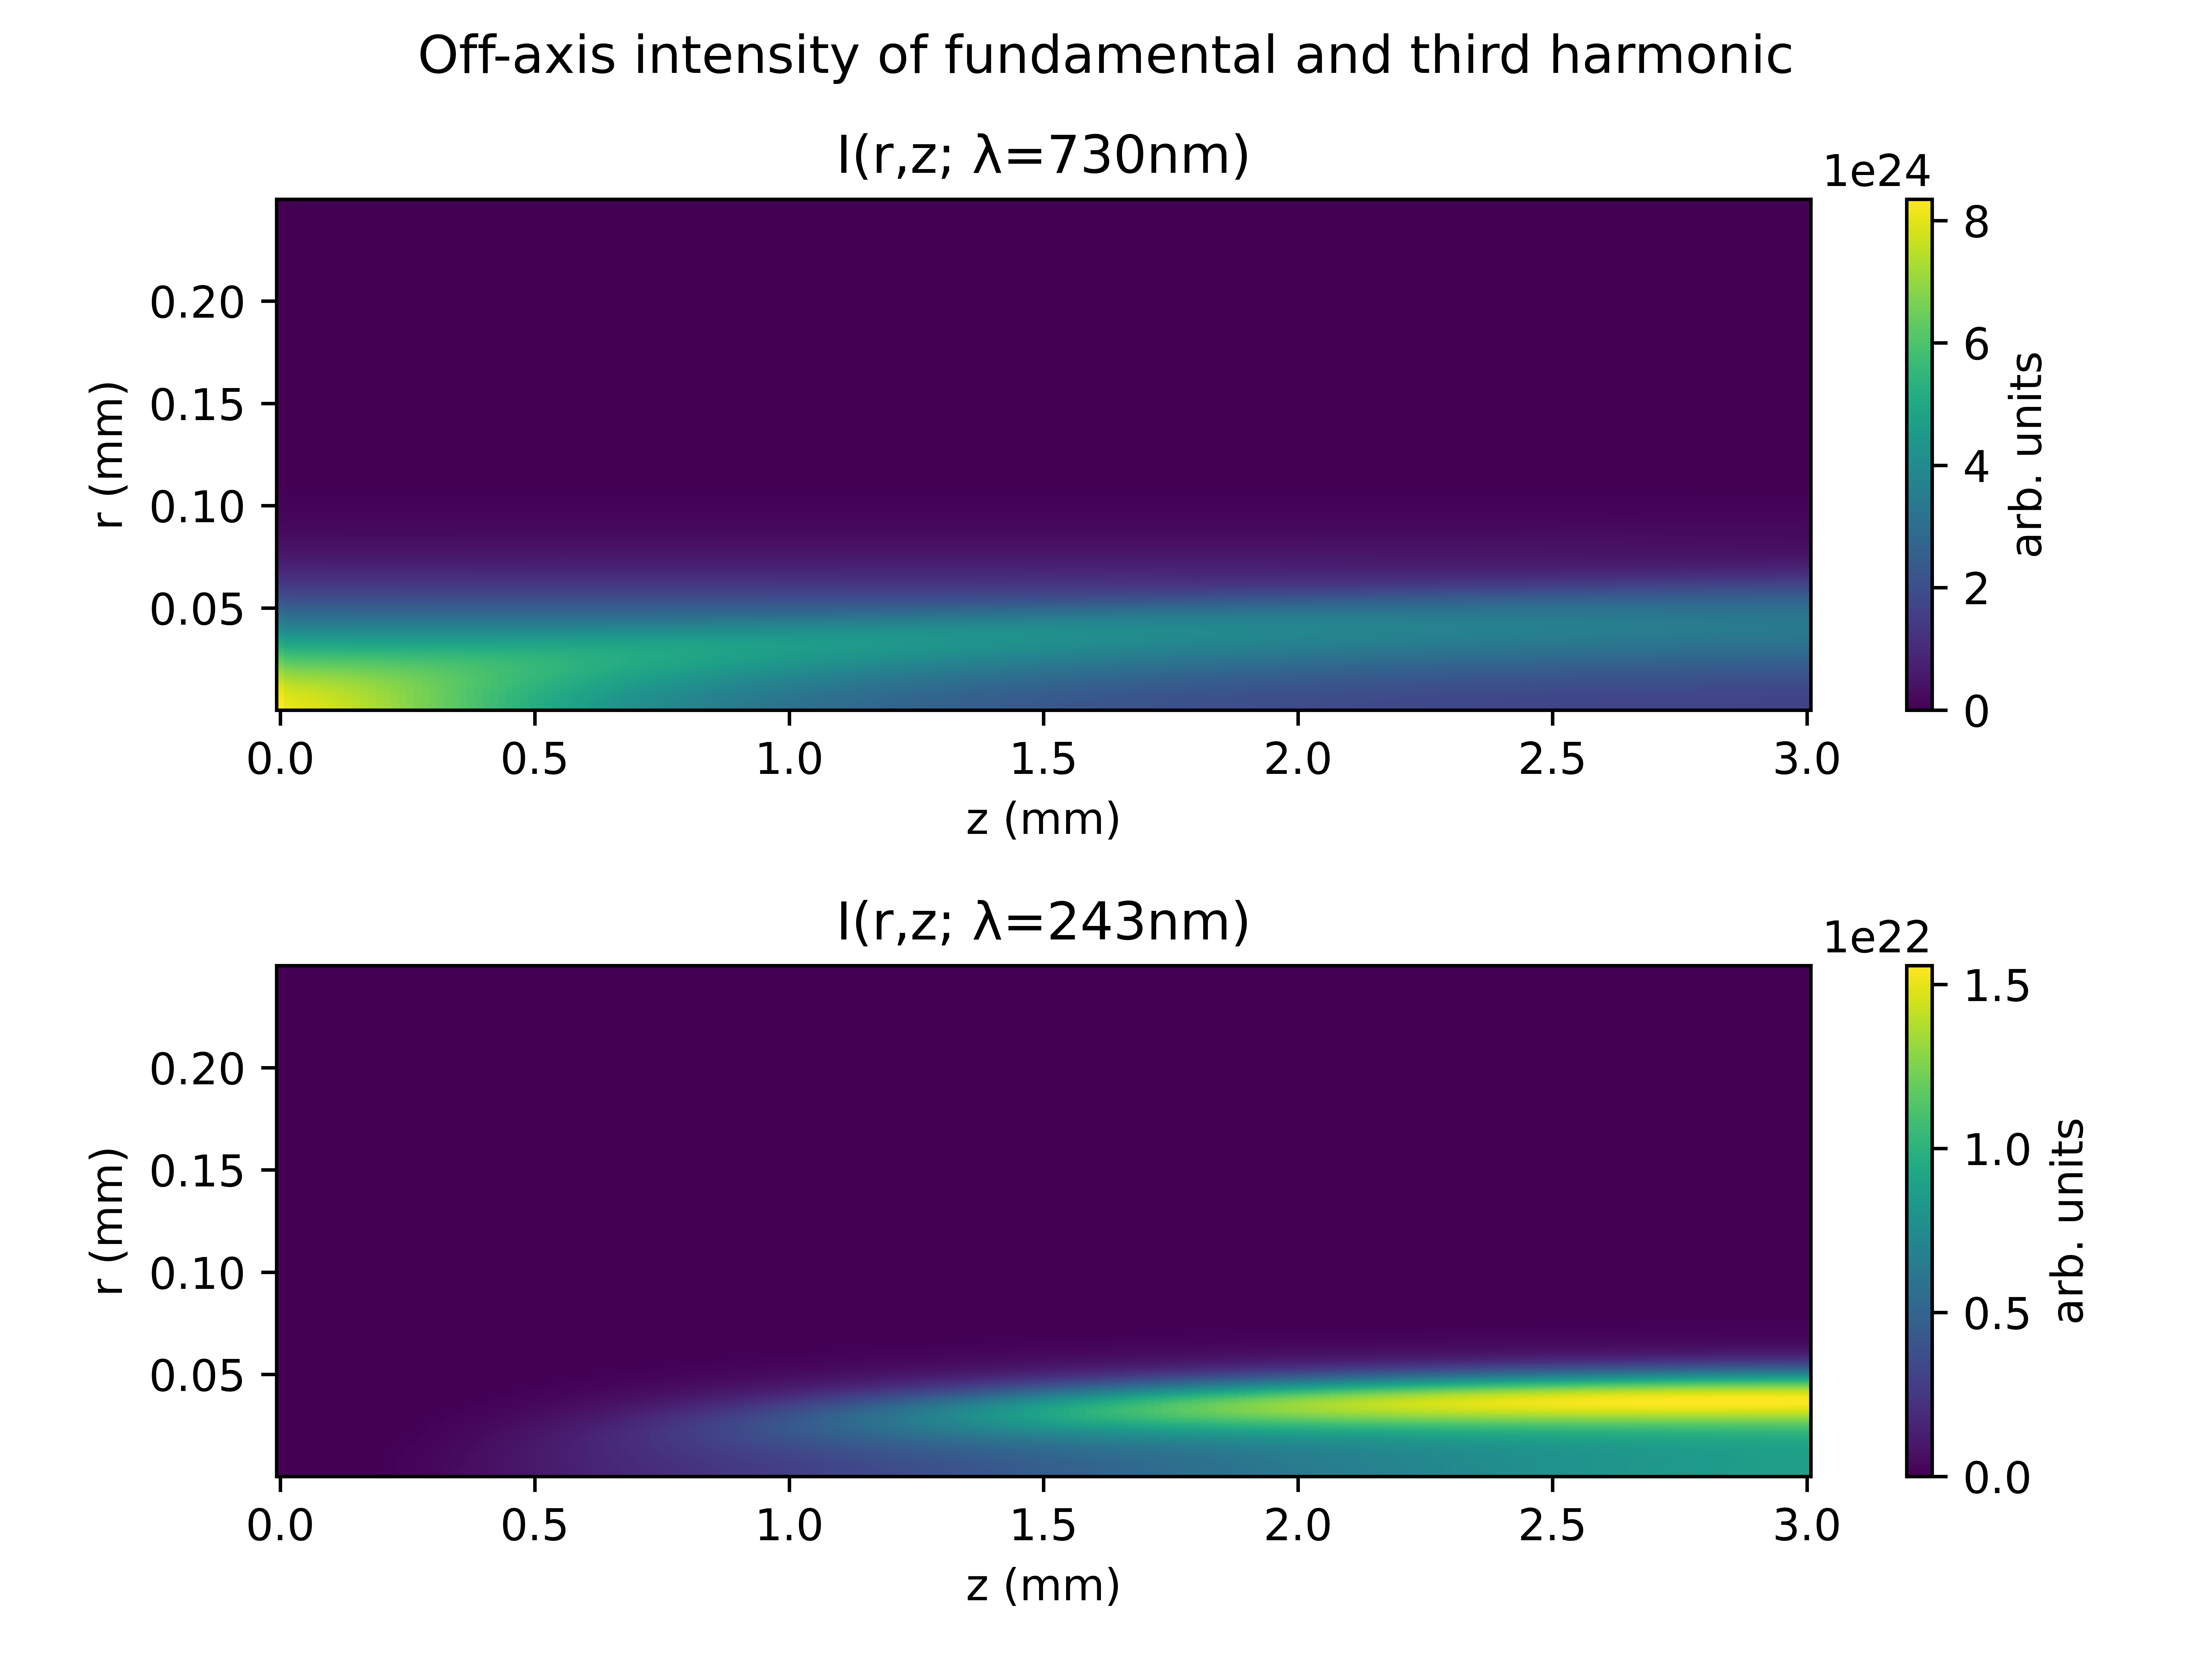 Off-axis intensity of fundamental and third harmonic
I(r,z; λ=730nm)
1e24
r (mm)
0.20
0.15
0.10
0.05
0.0 0.5 1.0 1.5 2.0 2.5 3.0
z (mm)
8
6
4
2
0
arb. units
I(r,z; λ=243nm)
1e22
r (mm)
0.20
0.15
0.10
0.05
0.0 0.5 1.0 1.5 2.0 2.5 3.0
z (mm)
1.5
1.0
0.5
0.0
arb. units